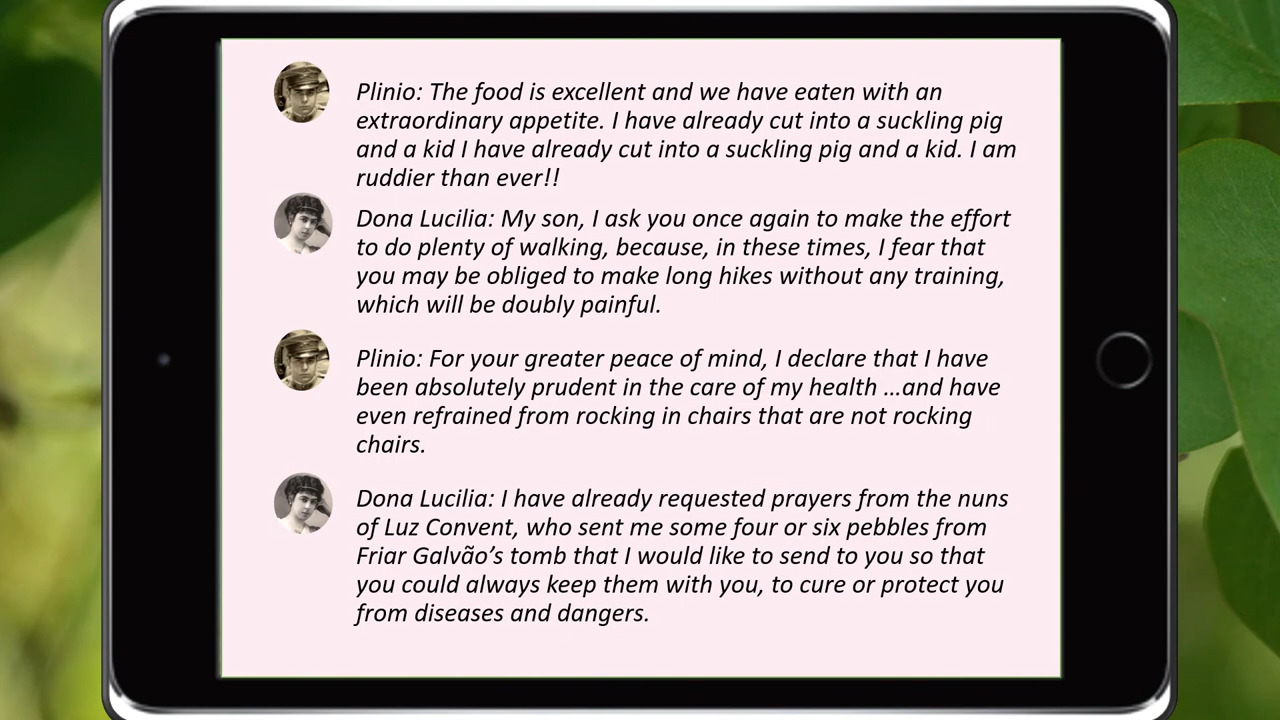 Plinio: The food is excellent and we have eaten with an
extraordinary appetite. I have already cut into a suckling pig
and a kid I have already cut into a suckling pig and a kid. I am
ruddier than ever!!
Dona Lucilia: My son, I ask you once again to make the effort
to do plenty of walking, because, in these times, I fear that
you may be obliged to make long hikes without any training,
which will be doubly painful.
Plinio: For your greater peace of mind, I declare that I have
been absolutely prudent in the care of my health ...and have
even refrained from rocking in chairs that are not rocking
chairs.
Dona Lucilia: I have already requested prayers from the nuns
of Luz Convent, who sent me some four or six pebbles from
Friar Galvão’s tomb that I would like to send to you so that
you could always keep them with you, to cure or protect you
from diseases and dangers.